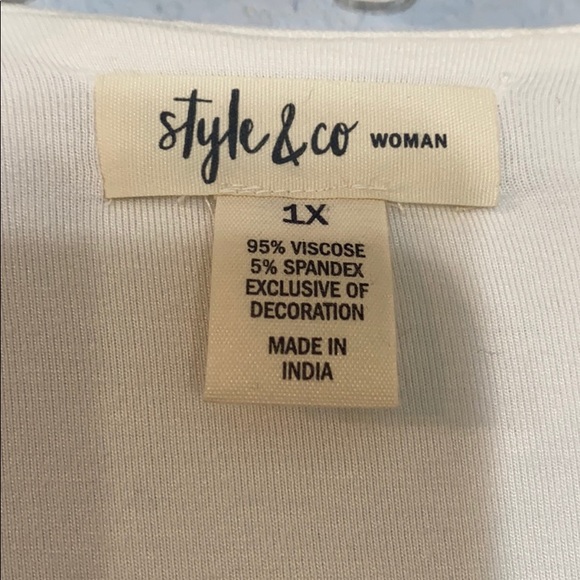 style & co WOMAN
1X
95% VISCOSE
5% SPANDEX
EXCLUSIVE OF
DECORATION
MADE IN
INDIA